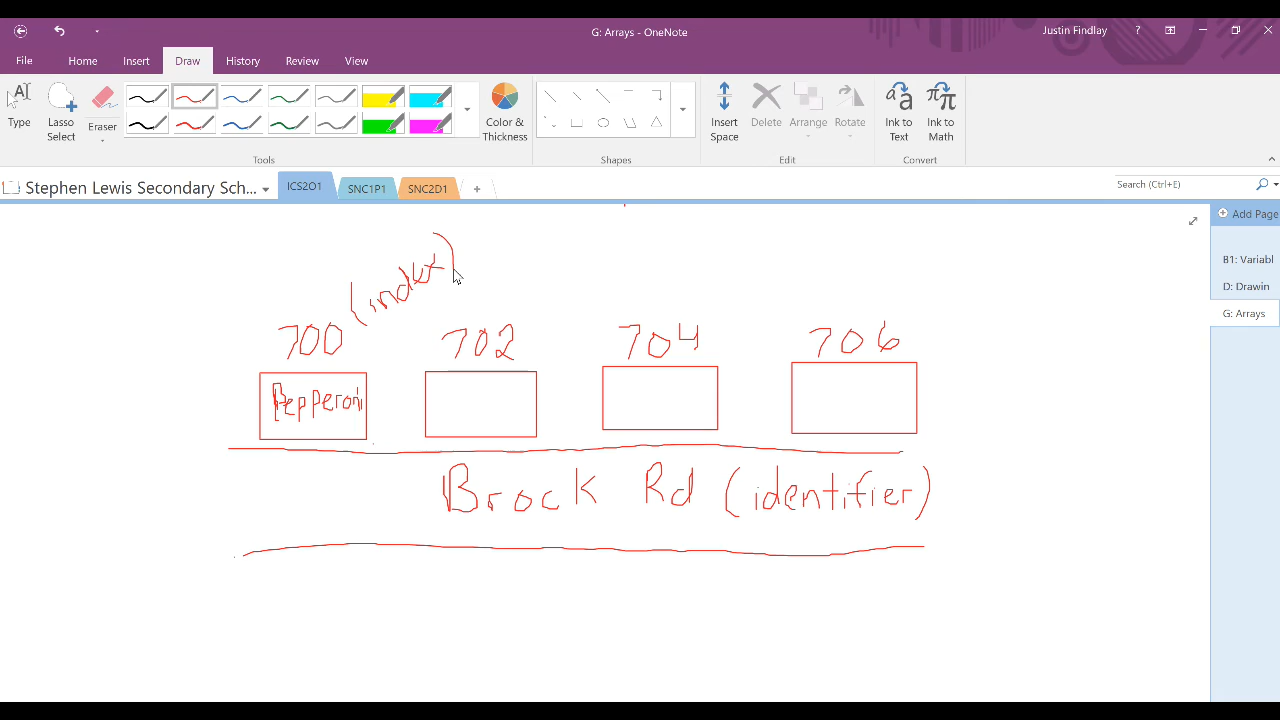 G: Arrays - OneNote
Justin Findlay
?
File Home Insert Draw History Review View
Type
Lasso Select
Eraser
Color & Thickness
Insert Space
Delete
Arrange
Rotate
Ink to Text
Ink to Math
Tools
Shapes
Edit
Convert
Stephen Lewis Secondary Sch...
ICS2O1
SNC1P1
SNC2D1
Search (Ctrl+E)
Add Page
B1: Variabl
D: Drawin
G: Arrays
(index)
700 702 704 706
Pepperoni
Brock Rd (identifier)